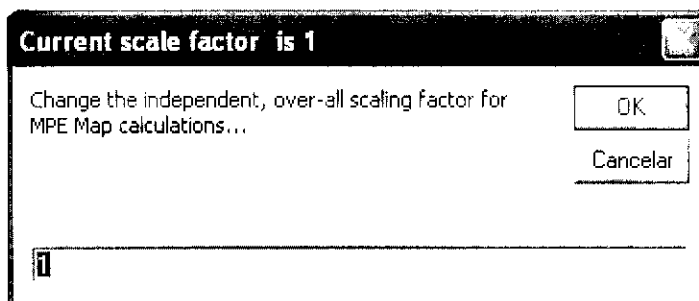 Current scale factor is 1
Change the independent, over-all scaling factor for
MPE Map calculations...
OK
Cancelar
1